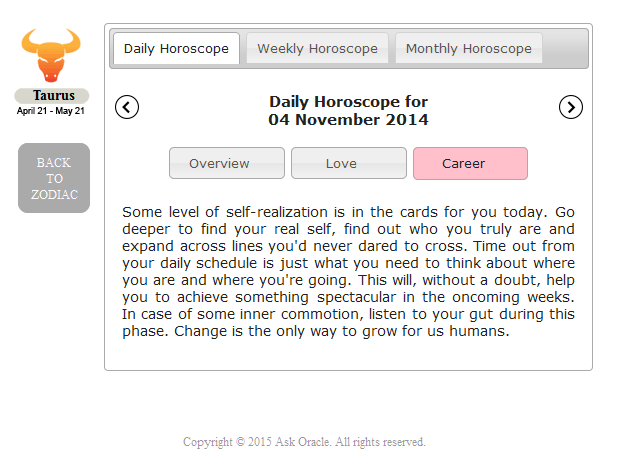 Daily Horoscope Weekly Horoscope Monthly Horoscope
Taurus
April 21 - May 21
BACK
TO
ZODIAC
Daily Horoscope for
04 November 2014
Overview Love Career
Some level of self-realization is in the cards for you today. Go
deeper to find your real self, find out who you truly are and
expand across lines you'd never dared to cross. Time out from
your daily schedule is just what you need to think about where
you are and where you're going. This will, without a doubt, help
you to achieve something spectacular in the oncoming weeks.
In case of some inner commotion, listen to your gut during this
phase. Change is the only way to grow for us humans.
Copyright © 2015 Ask Oracle. All rights reserved.